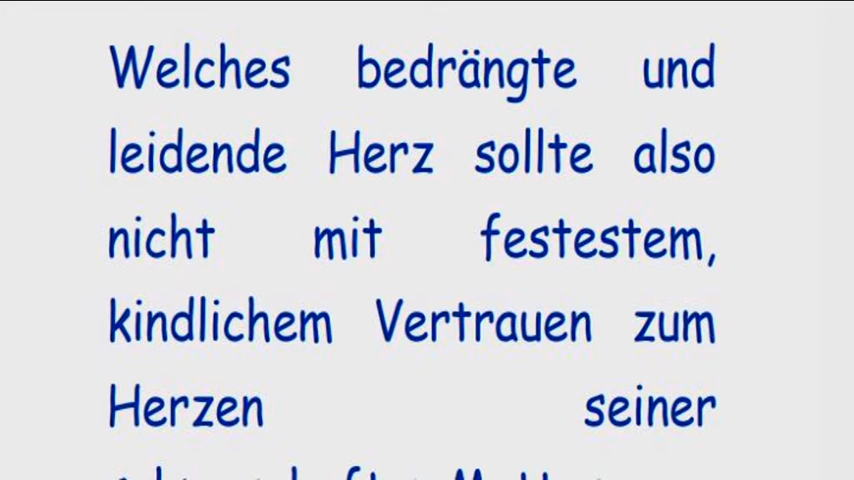 Welches bedrängte und
leidende Herz sollte also
nicht mit festestem,
kindlichem Vertrauen zum
Herzen seiner